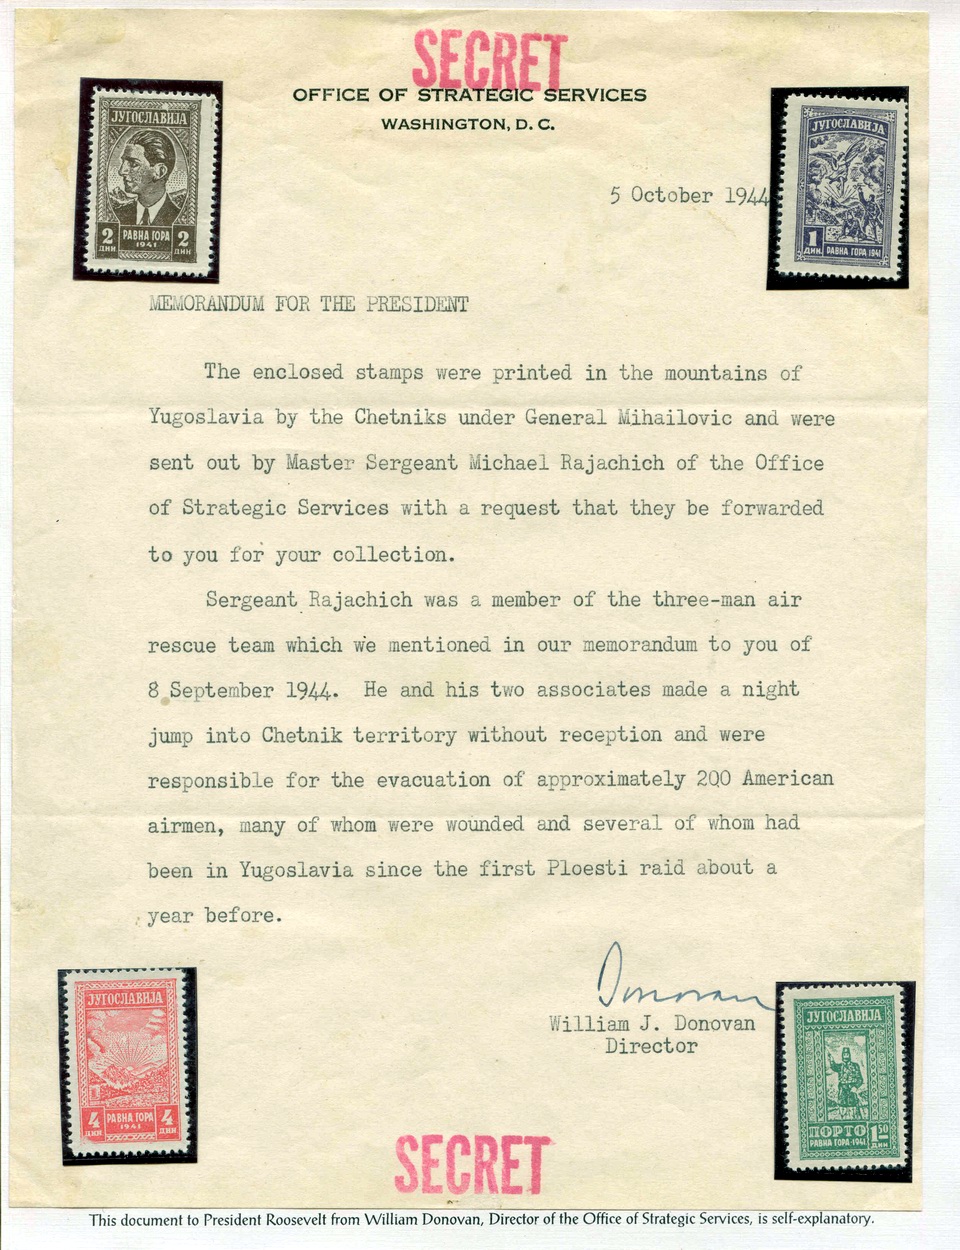 SECRET
OFFICE OF STRATEGIC SERVICES
WASHINGTON, D. C.
ЈУГОСЛАВИЈА
2 ДИН РАВНА ГОРА 1941 2 ДИН
ЈУГОСЛАВИЈА
1 ДИН. РАВНА ГОРА 1941
5 October 1944
MEMORANDUM FOR THE PRESIDENT
The enclosed stamps were printed in the mountains of
Yugoslavia by the Chetniks under General Mihailovic and were
sent out by Master Sergeant Michael Rajachich of the Office
of Strategic Services with a request that they be forwarded
to you for your collection.
Sergeant Rajachich was a member of the three-man air
rescue team which we mentioned in our memorandum to you of
8 September 1944. He and his two associates made a night
jump into Chetnik territory without reception and were
responsible for the evacuation of approximately 200 American
airmen, many of whom were wounded and several of whom had
been in Yugoslavia since the first Ploesti raid about a
year before.
Donovan
William J. Donovan
Director
ЈУГОСЛАВИЈА
4 ДИН РАВНА ГОРА 1941 4 ДИН
ЈУГОСЛАВИЈА
ПОРТО 1 50 ДИН
РАВНА ГОРА-1941
SECRET
This document to President Roosevelt from William Donovan, Director of the Office of Strategic Services, is self-explanatory.